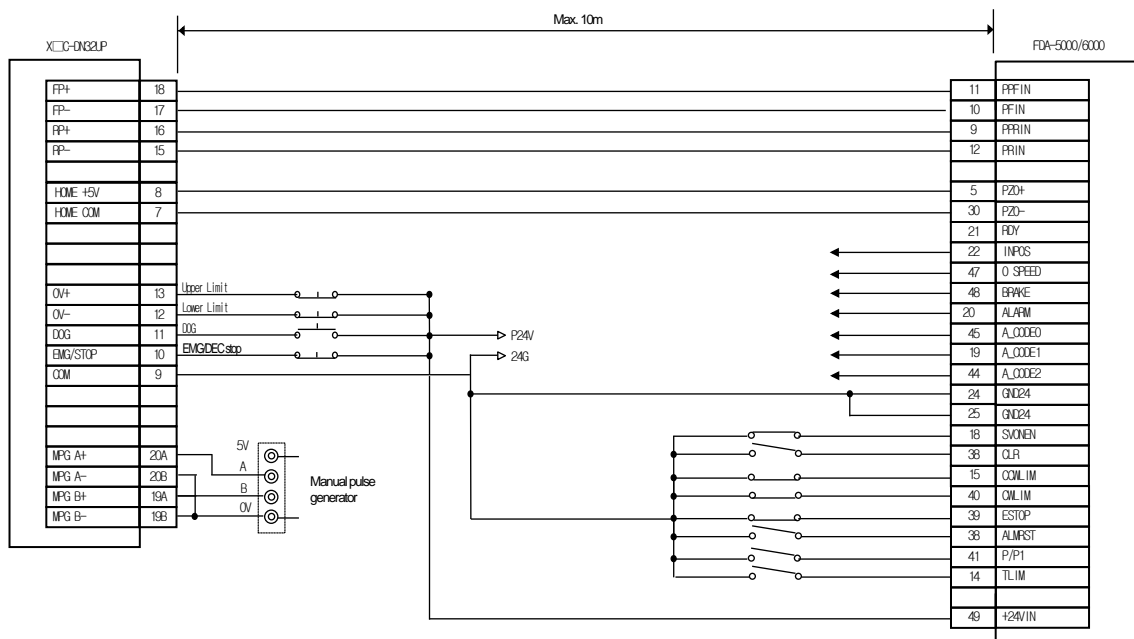 Max. 10m
X□C-DN32UP
FDA-5000/6000
FP+ 18
FP- 17
RP+ 16
RP- 15
HOME +5V 8
HOME COM 7
OV+ 13 Upper Limit
OV- 12 Lower Limit
DOG 11 DOG
EMG/STOP 10 EMG/DEC stop
COM 9
MPG A+ 20A
MPG A- 20B
MPG B+ 19A
MPG B- 19B
5V
A
B
0V
Manual pulse
generator
P24V
24G
11 PPFIN
10 PFIN
9 PPRIN
12 PRIN
5 PZO+
30 PZO-
21 RDY
22 INPOS
47 0 SPEED
48 BRAKE
20 ALARM
45 A_CODE0
19 A_CODE1
44 A_CODE2
24 GND24
25 GND24
18 SVONEN
38 CLR
15 CCWLIM
40 CWLIM
39 ESTOP
38 ALMRST
41 P/P1
14 TLIM
49 +24VIN